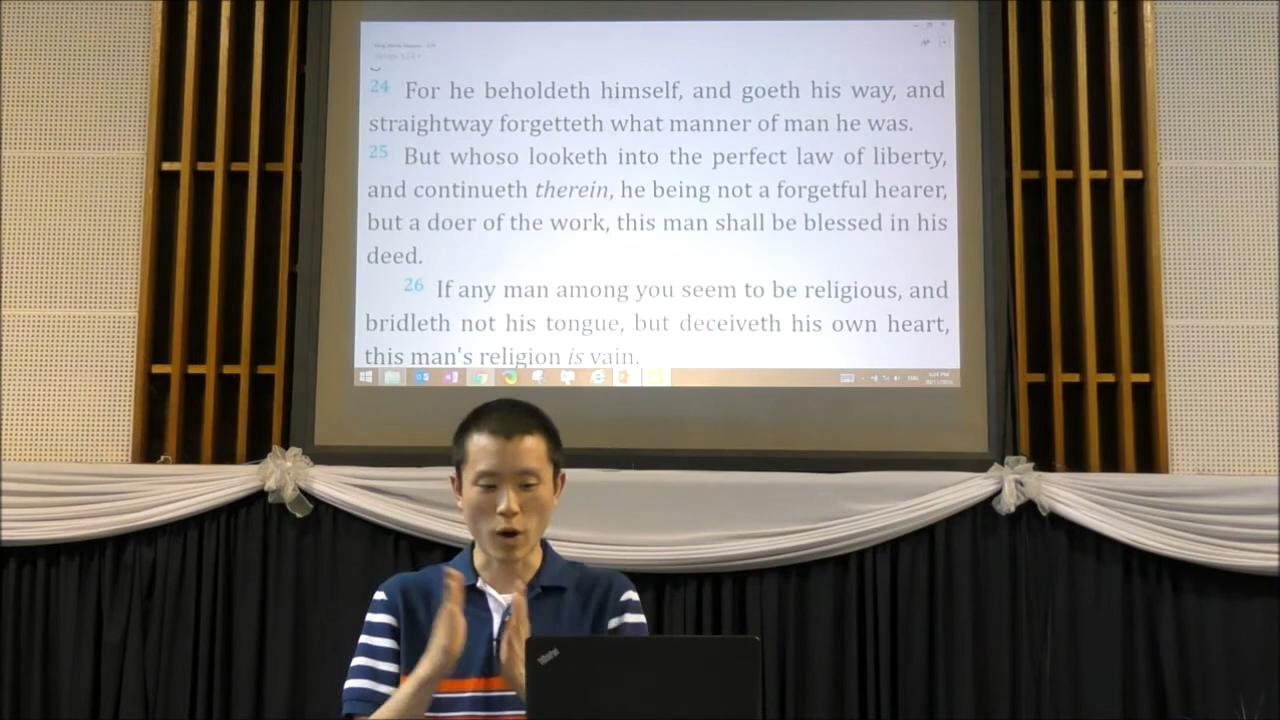 24 For he beholdeth himself, and goeth his way, and
straightway forgetteth what manner of man he was.
25 But whoso looketh into the perfect law of liberty,
and continueth therein, he being not a forgetful hearer,
but a doer of the work, this man shall be blessed in his
deed.
26 If any man among you seem to be religious, and
bridleth not his tongue, but deceiveth his own heart,
this man's religion is vain.
ThinkPad